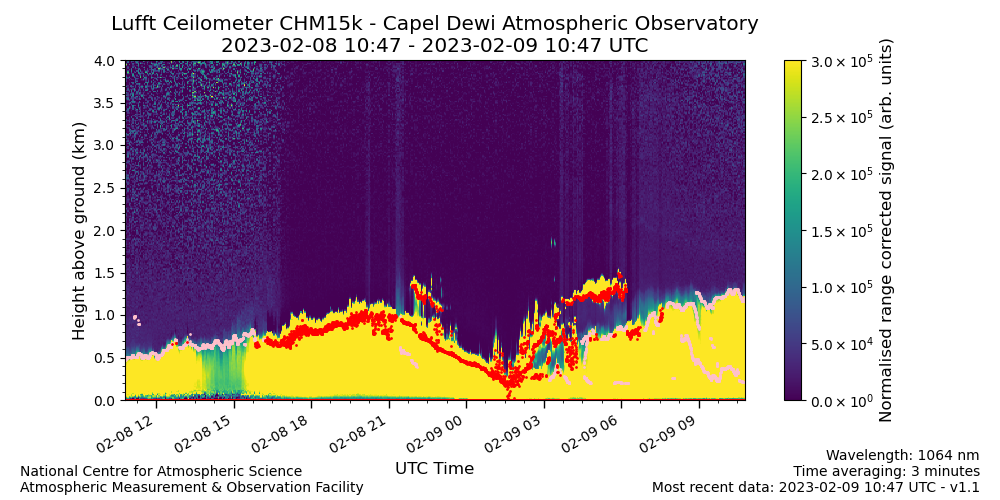 Lufft Ceilometer CHM15k - Capel Dewi Atmospheric Observatory
2023-02-08 10:47 - 2023-02-09 10:47 UTC
Height above ground (km)
4.0
3.5
3.0
2.5
2.0
1.5
1.0
0.5
0.0
02-08 12
02-08 15
02-08 18
02-08 21
02-09 00
02-09 03
02-09 06
02-09 09
UTC Time
3.0 × 10⁵
2.5 × 10⁵
2.0 × 10⁵
1.5 × 10⁵
1.0 × 10⁵
5.0 × 10⁴
0.0 × 10⁰
Normalised range corrected signal (arb. units)
National Centre for Atmospheric Science
Atmospheric Measurement & Observation Facility
Wavelength: 1064 nm
Time averaging: 3 minutes
Most recent data: 2023-02-09 10:47 UTC - v1.1